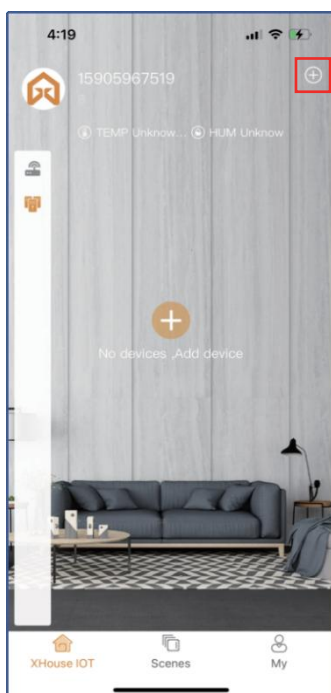 4:19
15905967519
TEMP Unknow... HUM Unknow
No devices ,Add device
XHouse IOT
Scenes
My